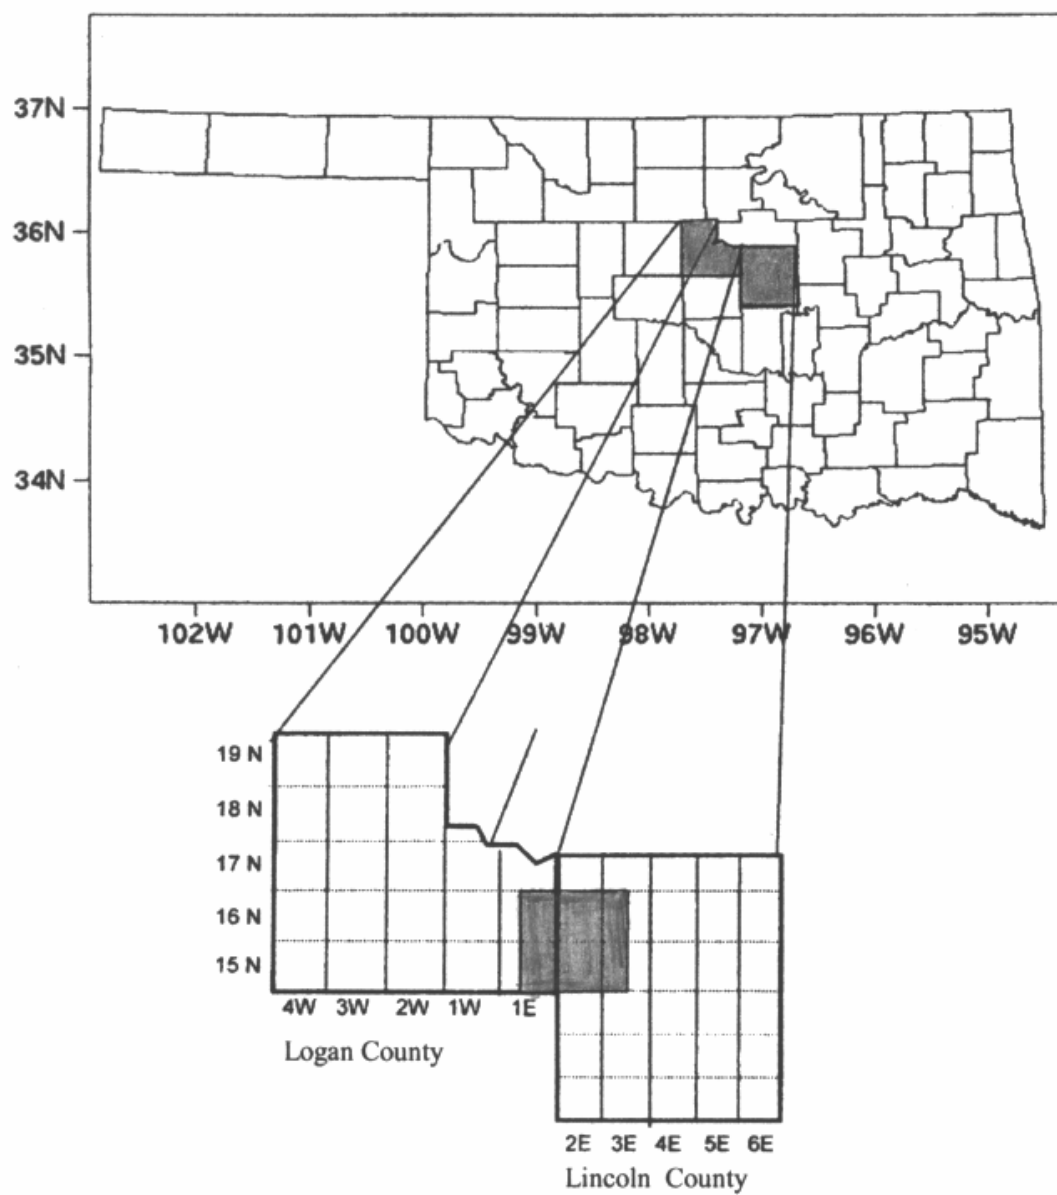 37N
36N
35N
34N
102W 101W 100W 99W 98W 97W 96W 95W
19 N
18 N
17 N
16 N
15 N
4W 3W 2W 1W 1E
Logan County
2E 3E 4E 5E 6E
Lincoln County